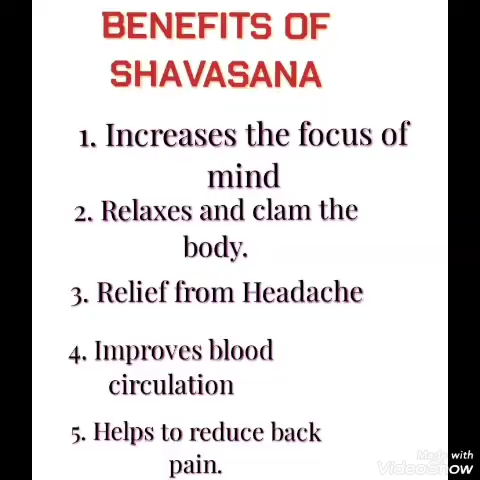 BENEFITS OF
SHAVASANA
1. Increases the focus of
mind
2. Relaxes and clam the
body.
3. Relief from Headache
4. Improves blood
circulation
5. Helps to reduce back
pain.
Made with
VideoShow